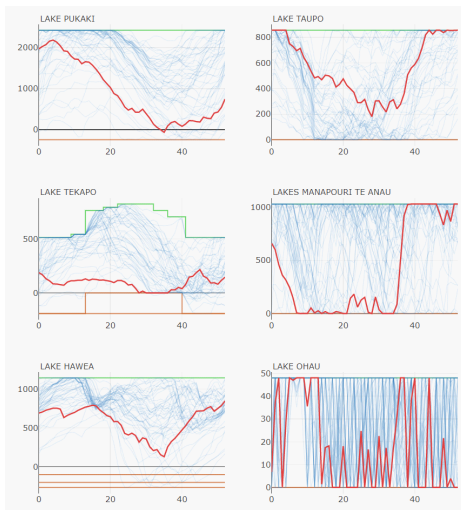 LAKE PUKAKI
2000
1000
0
0 20 40
LAKE TAUPO
800
600
400
200
0
0 20 40
LAKE TEKAPO
500
0
0 20 40
LAKES MANAPOURI TE ANAU
1000
500
0
0 20 40
LAKE HAWEA
1000
500
0
0 20 40
LAKE OHAU
50
40
30
20
10
0
0 20 40